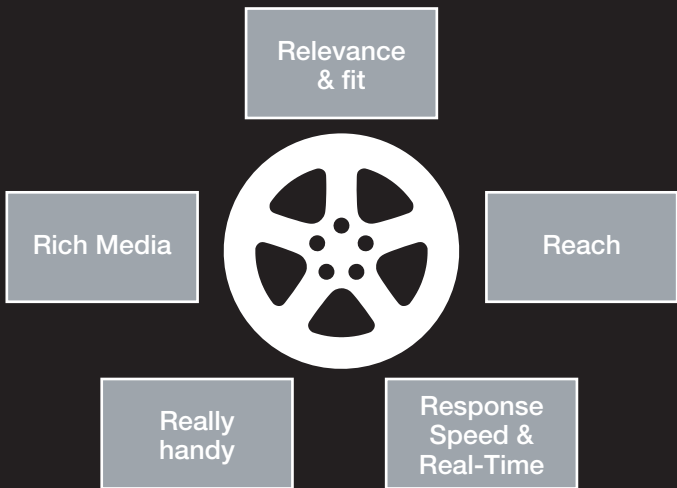 Relevance
& fit
Rich Media
Reach
Really
handy
Response
Speed &
Real-Time